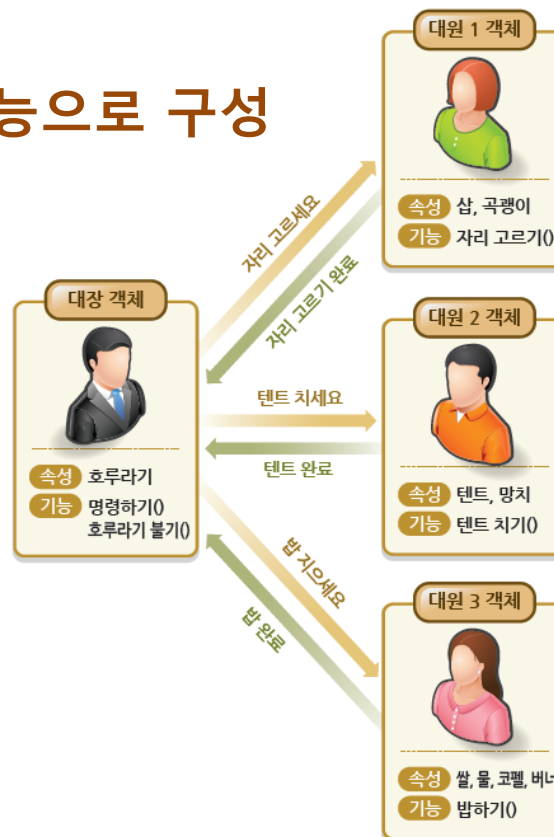 능으로 구성
대원 1 객체
속성 삽, 곡괭이
기능 자리 고르기()
자리 고르세요
자리 고르기 완료
대장 객체
속성 호루라기
기능 명령하기()
호루라기 불기()
텐트 치세요
텐트 완료
대원 2 객체
속성 텐트, 망치
기능 텐트 치기()
밥 지으세요
밥 완료
대원 3 객체
속성 쌀, 물, 코펠, 버너
기능 밥하기()